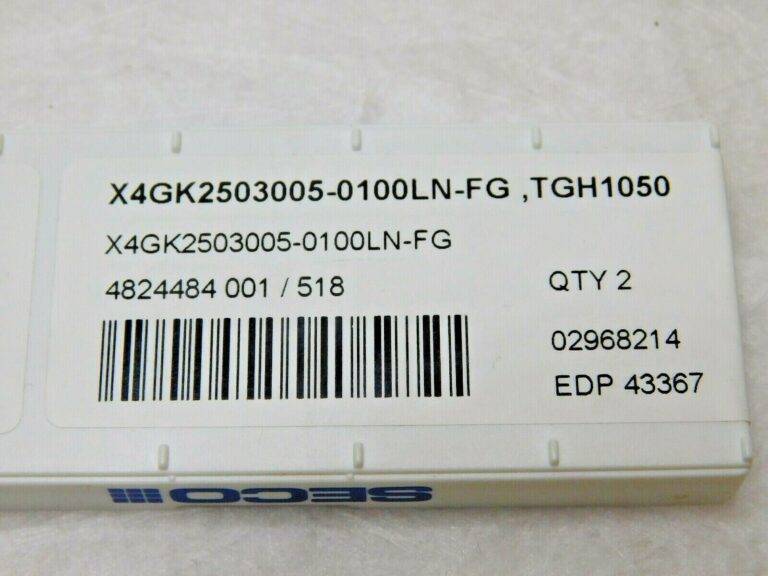 X4GK2503005-0100LN-FG ,TGH1050
X4GK2503005-0100LN-FG
4824484 001 / 518
QTY 2
02968214
EDP 43367
SECO